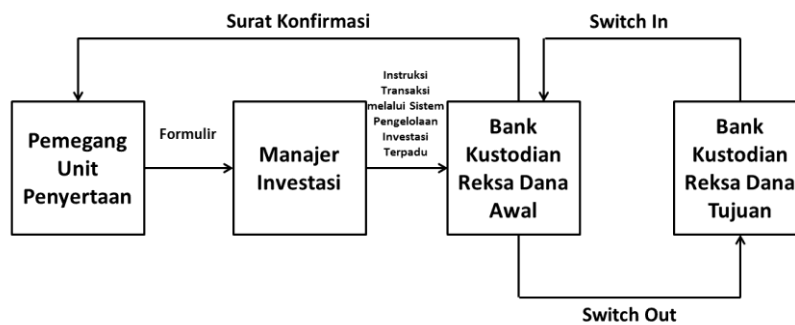 Surat Konfirmasi
Switch In
Pemegang
Unit
Penyertaan
Formulir
Manajer
Investasi
Instruksi
Transaksi
melalui Sistem
Pengelolaan
Investasi
Terpadu
Bank
Kustodian
Reksa Dana
Awal
Bank
Kustodian
Reksa Dana
Tujuan
Switch Out